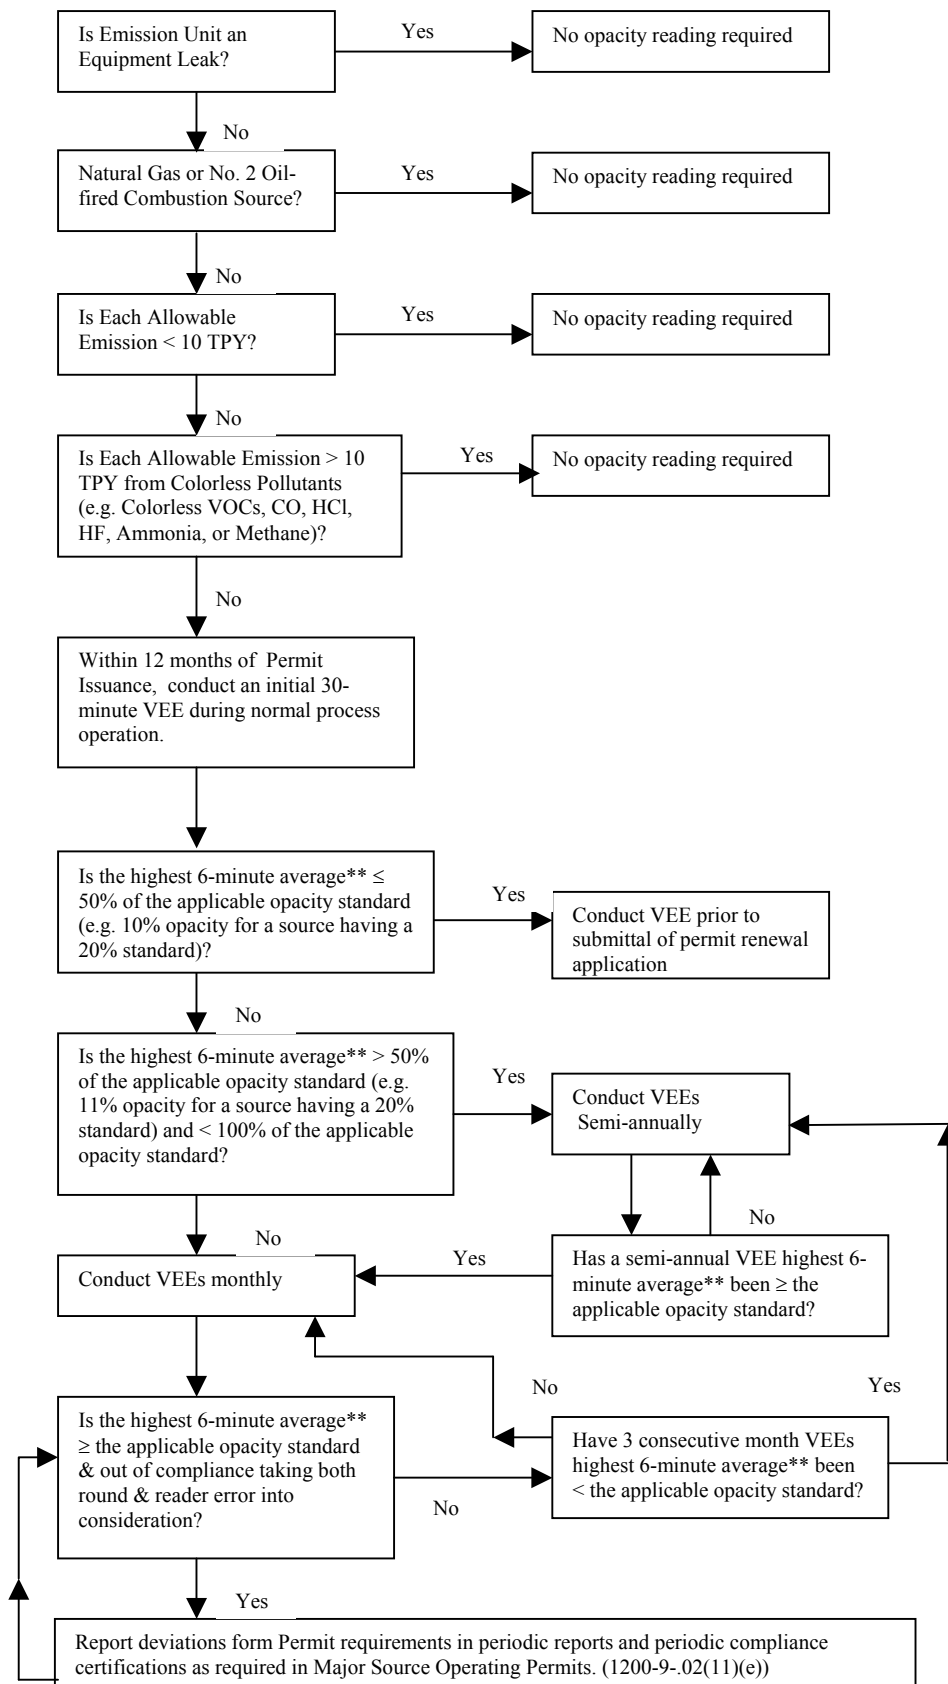 Is Emission Unit an
Equipment Leak?
Yes
No opacity reading required
No
Natural Gas or No. 2 Oil-
fired Combustion Source?
Yes
No opacity reading required
No
Is Each Allowable
Emission < 10 TPY?
Yes
No opacity reading required
No
Is Each Allowable Emission > 10
TPY from Colorless Pollutants
(e.g. Colorless VOCs, CO, HCl,
HF, Ammonia, or Methane)?
Yes
No opacity reading required
No
Within 12 months of Permit
Issuance, conduct an initial 30-
minute VEE during normal process
operation.
Is the highest 6-minute average** ≤
50% of the applicable opacity standard
(e.g. 10% opacity for a source having a
20% standard)?
Yes
Conduct VEE prior to
submittal of permit renewal
application
No
Is the highest 6-minute average** > 50%
of the applicable opacity standard (e.g.
11% opacity for a source having a 20%
standard) and < 100% of the applicable
opacity standard?
Yes
Conduct VEEs
Semi-annually
No
No
Has a semi-annual VEE highest 6-
minute average** been ≥ the
applicable opacity standard?
Yes
Conduct VEEs monthly
Is the highest 6-minute average**
≥ the applicable opacity standard
& out of compliance taking both
round & reader error into
consideration?
No
No
Yes
Have 3 consecutive month VEEs
highest 6-minute average** been
< the applicable opacity standard?
Yes
Report deviations form Permit requirements in periodic reports and periodic compliance
certifications as required in Major Source Operating Permits. (1200-9-.02(11)(e))